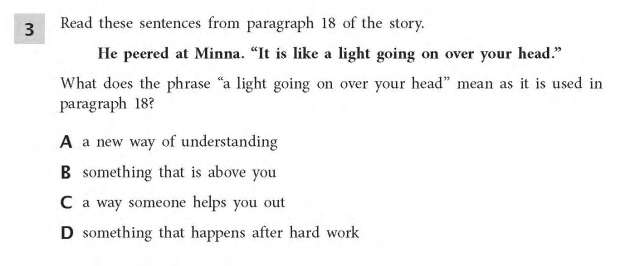 3 Read these sentences from paragraph 18 of the story.
He peered at Minna. “It is like a light going on over your head.”
What does the phrase “a light going on over your head” mean as it is used in
paragraph 18?
A a new way of understanding
B something that is above you
C a way someone helps you out
D something that happens after hard work